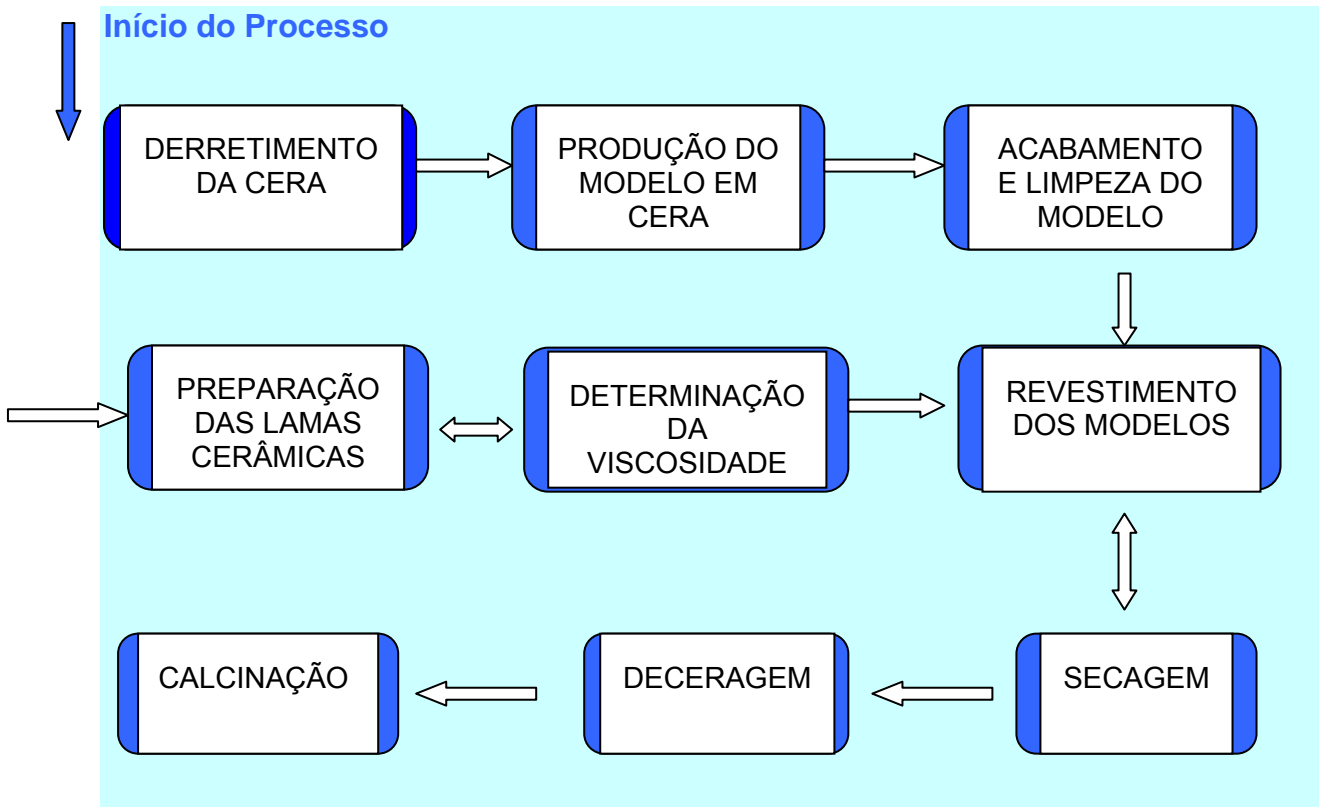 Início do Processo
DERRETIMENTO
DA CERA
PRODUÇÃO DO
MODELO EM
CERA
ACABAMENTO
E LIMPEZA DO
MODELO
PREPARAÇÃO
DAS LAMAS
CERÂMICAS
DETERMINAÇÃO
DA
VISCOSIDADE
REVESTIMENTO
DOS MODELOS
CALCINAÇÃO
DECERAGEM
SECAGEM